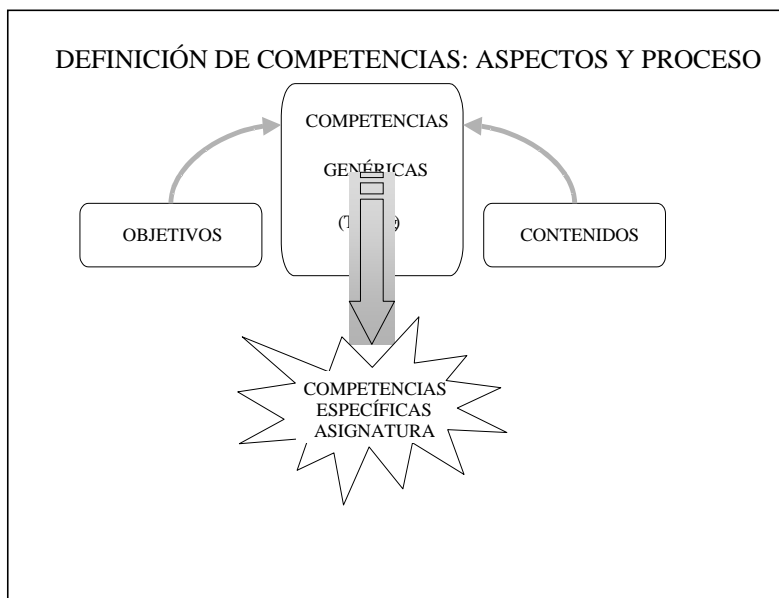 DEFINICIÓN DE COMPETENCIAS: ASPECTOS Y PROCESO
COMPETENCIAS
GENÉRICAS
OBJETIVOS
CONTENIDOS
COMPETENCIAS
ESPECÍFICAS
ASIGNATURA